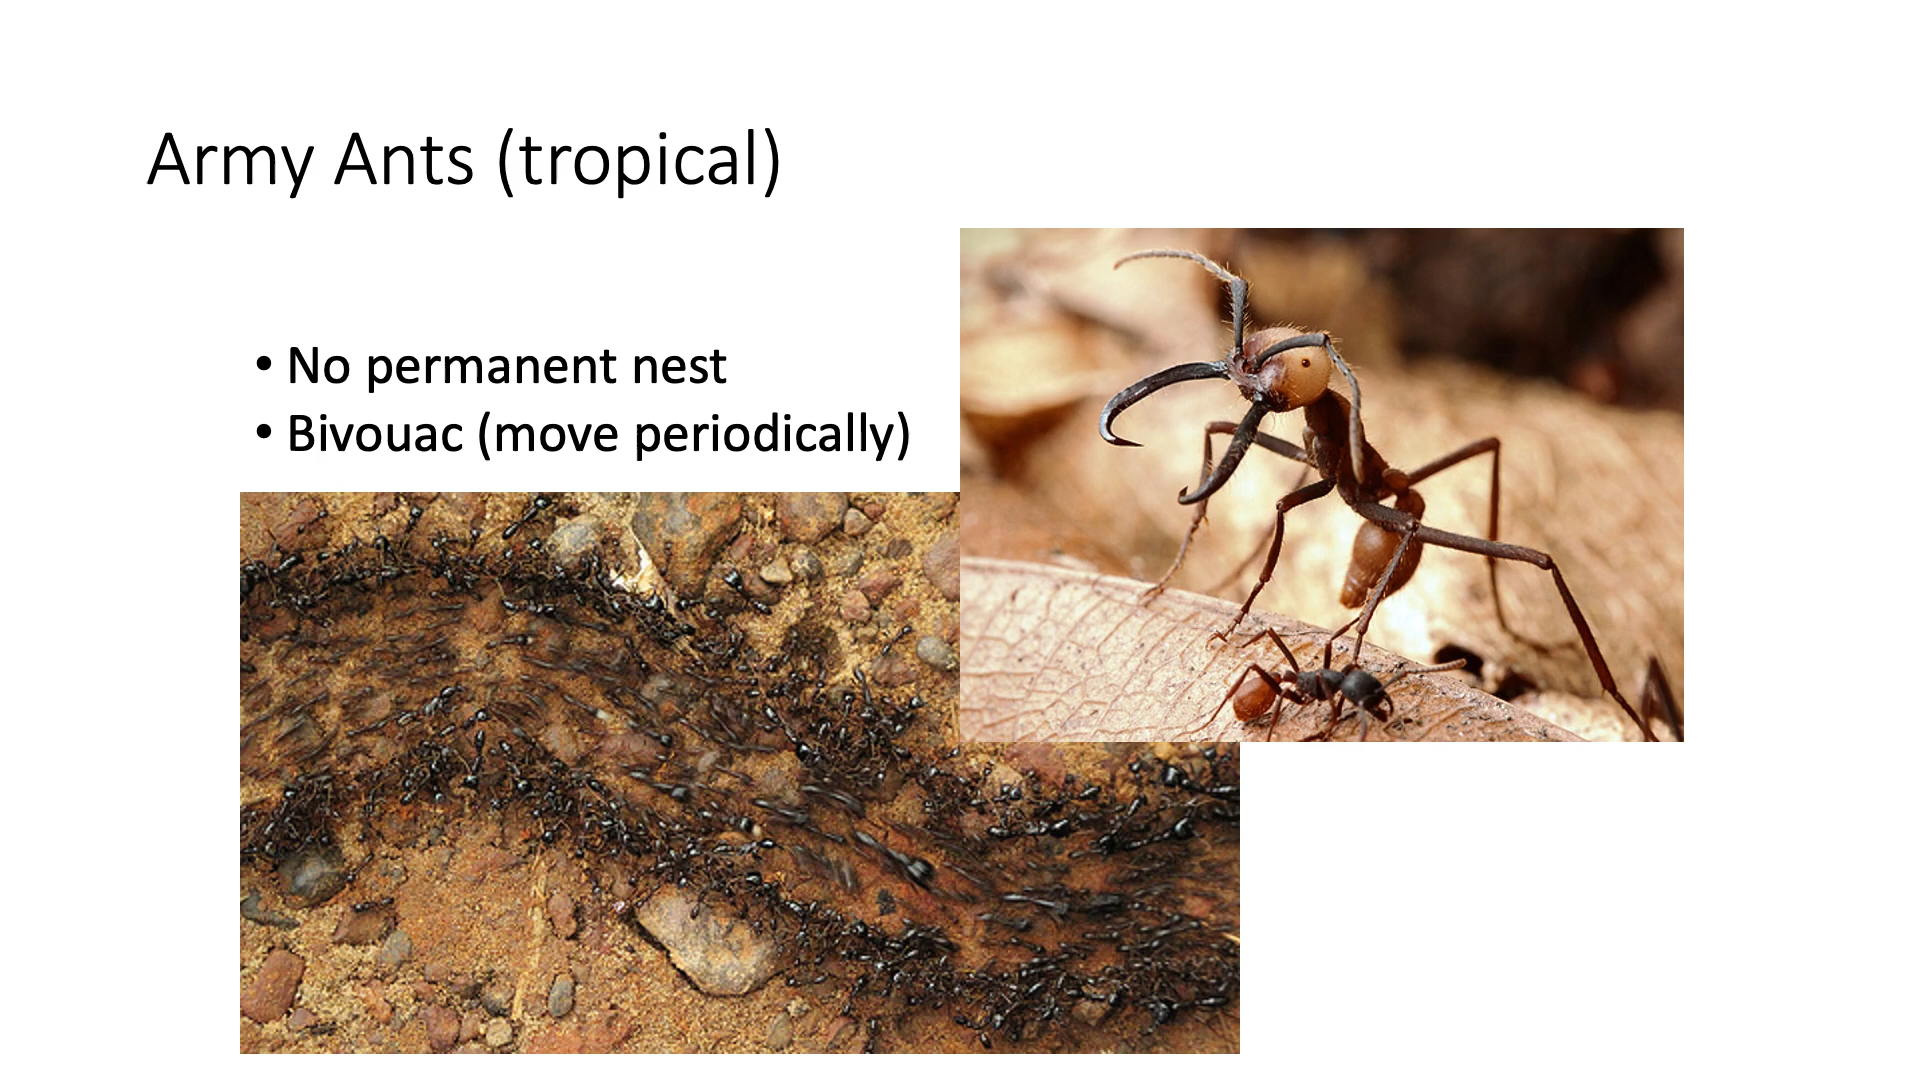 Army Ants (tropical)
• No permanent nest
• Bivouac (move periodically)